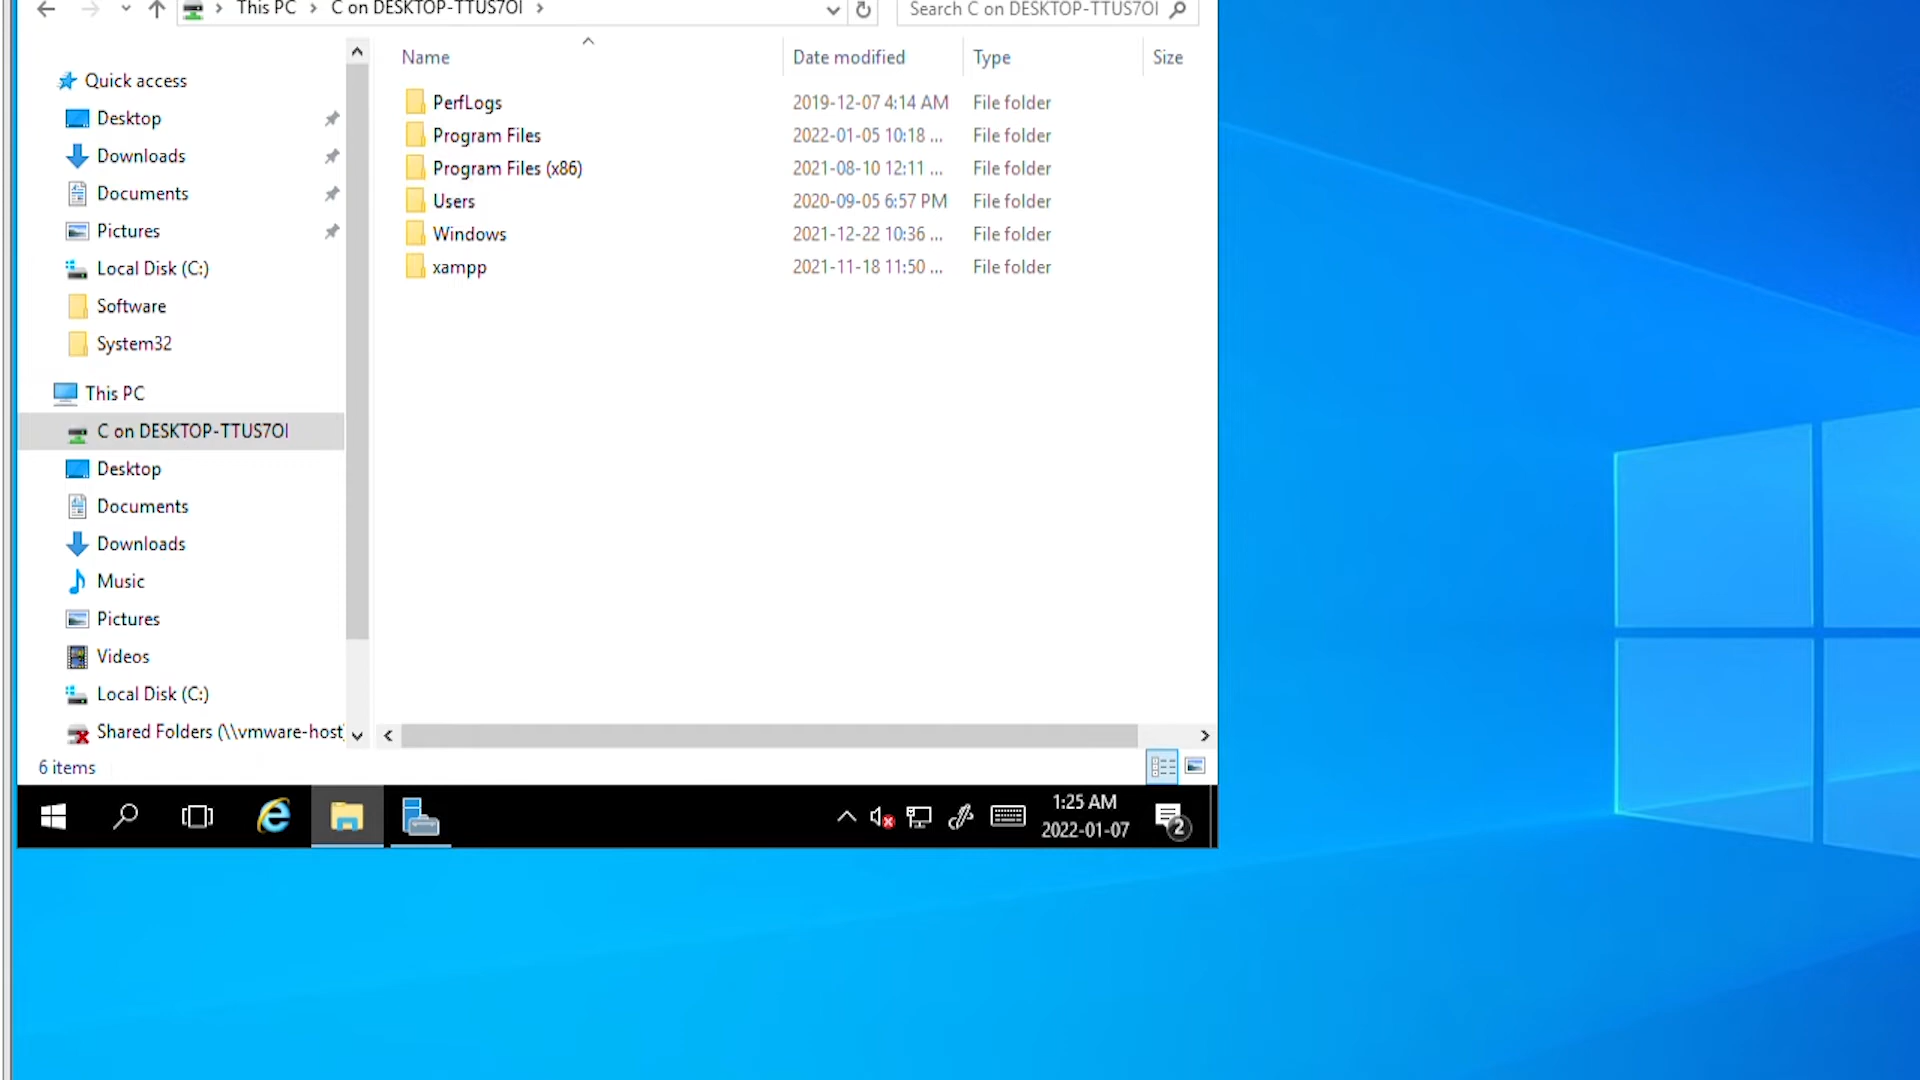 This PC > C on DESKTOP-TTUS7OI >
Search C on DESKTOP-TTUS7OI
Name Date modified Type Size
Quick access
Desktop
Downloads
Documents
Pictures
Local Disk (C:)
Software
System32
This PC
C on DESKTOP-TTUS7OI
Desktop
Documents
Downloads
Music
Pictures
Videos
Local Disk (C:)
Shared Folders (\\vmware-host)
PerfLogs 2019-12-07 4:14 AM File folder
Program Files 2022-01-05 10:18 ... File folder
Program Files (x86) 2021-08-10 12:11 ... File folder
Users 2020-09-05 6:57 PM File folder
Windows 2021-12-22 10:36 ... File folder
xampp 2021-11-18 11:50 ... File folder
6 items
1:25 AM
2022-01-07
2